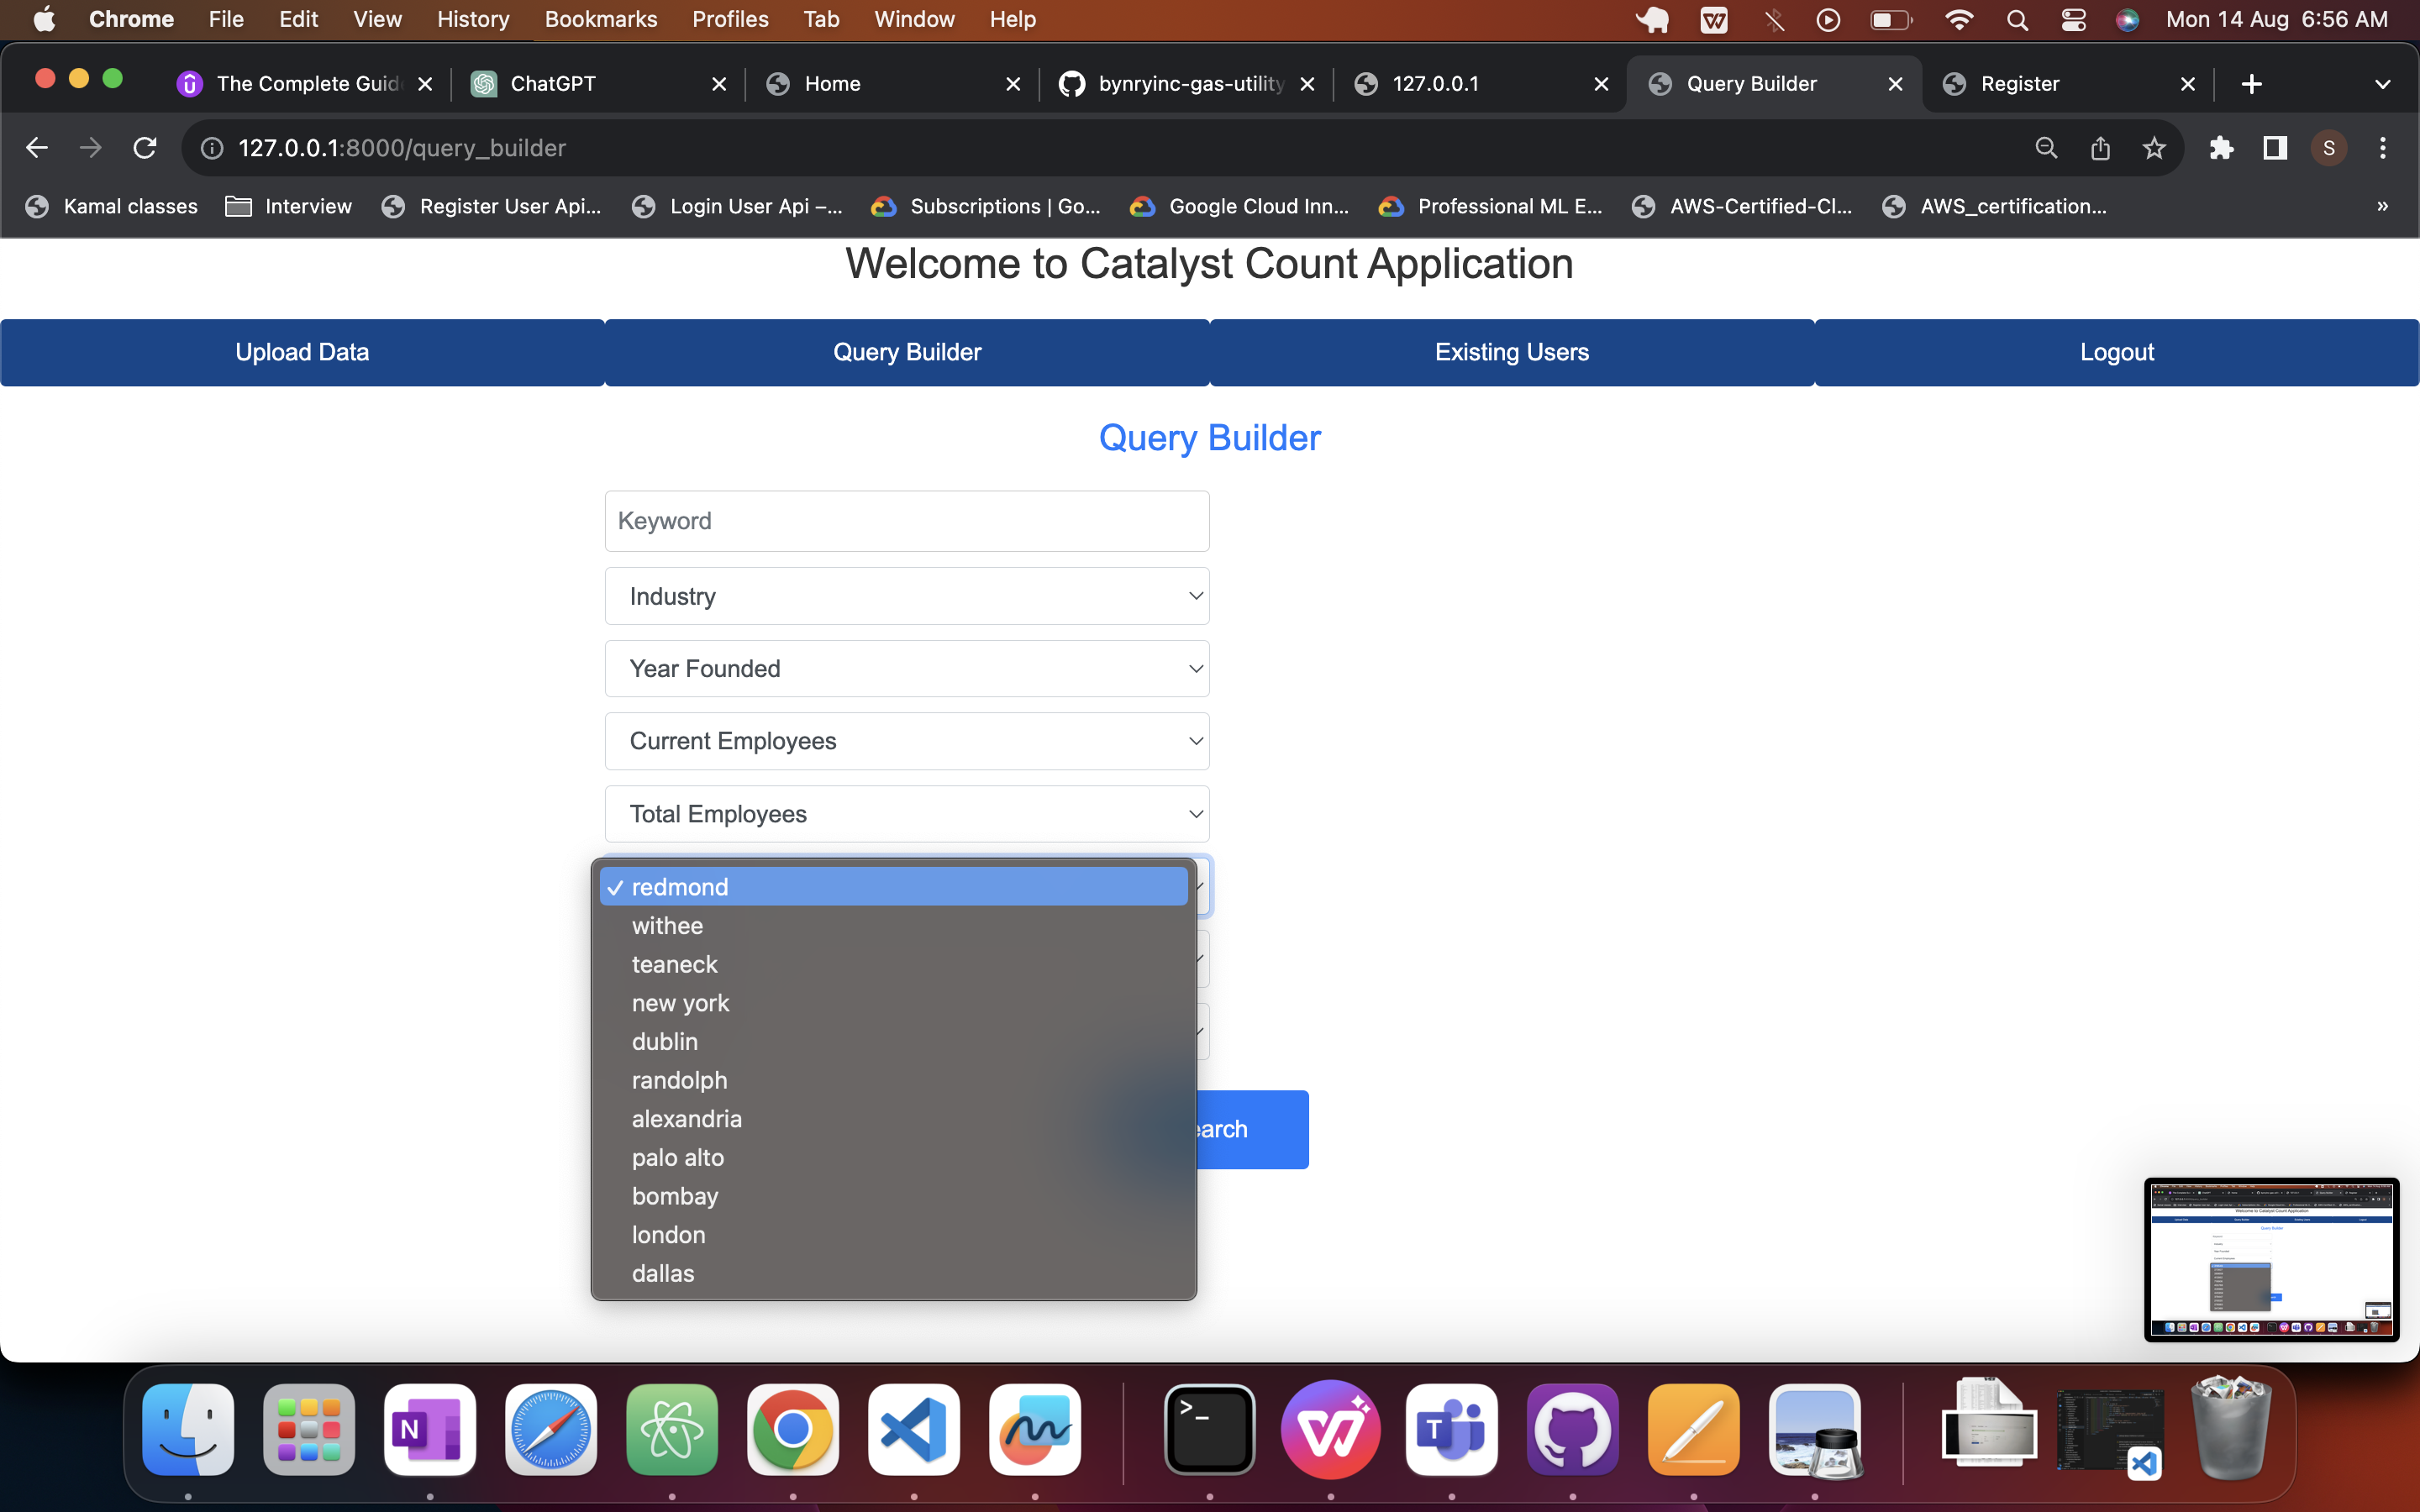 Chrome File Edit View History Bookmarks Profiles Tab Window Help Mon 14 Aug 6:56 AM
The Complete Guid ChatGPT Home bynryinc-gas-utility 127.0.0.1 Query Builder Register
127.0.0.1:8000/query_builder S
Kamal classes Interview Register User Api... Login User Api –... Subscriptions | Go... Google Cloud Inn... Professional ML E... AWS-Certified-Cl... AWS_certification... »
Welcome to Catalyst Count Application
Upload Data Query Builder Existing Users Logout
Query Builder
Keyword
Industry
Year Founded
Current Employees
Total Employees
✓ redmond
withee
teaneck
new york
dublin
randolph
alexandria
palo alto
bombay
london
dallas
earch